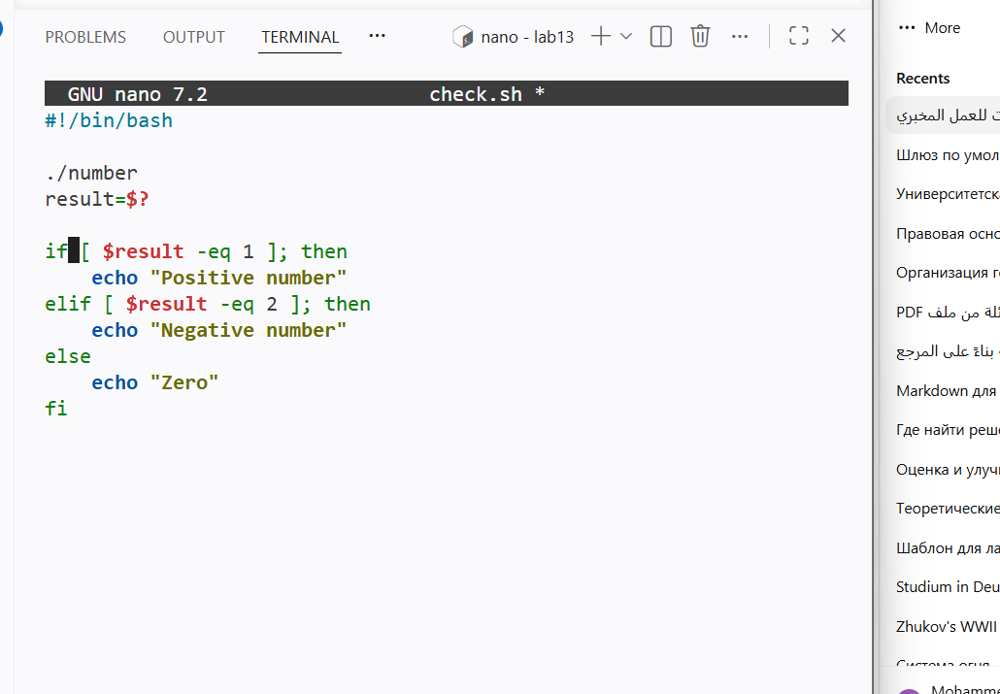 PROBLEMS OUTPUT TERMINAL ··· nano - lab13
GNU nano 7.2 check.sh *
#!/bin/bash
./number
result=$?
if [ $result -eq 1 ]; then
echo "Positive number"
elif [ $result -eq 2 ]; then
echo "Negative number"
else
echo "Zero"
fi
··· More
Recents
ت للعمل المخبري
Шлюз по умол
Университетск
Правовая осно
Организация г
ئلة من ملف PDF
بناءً على المرجع
Markdown для
Где найти реш
Оценка и улуч
Теоретические
Шаблон для ла
Studium in Deu
Zhukov's WWII
Система огня
Mohamme